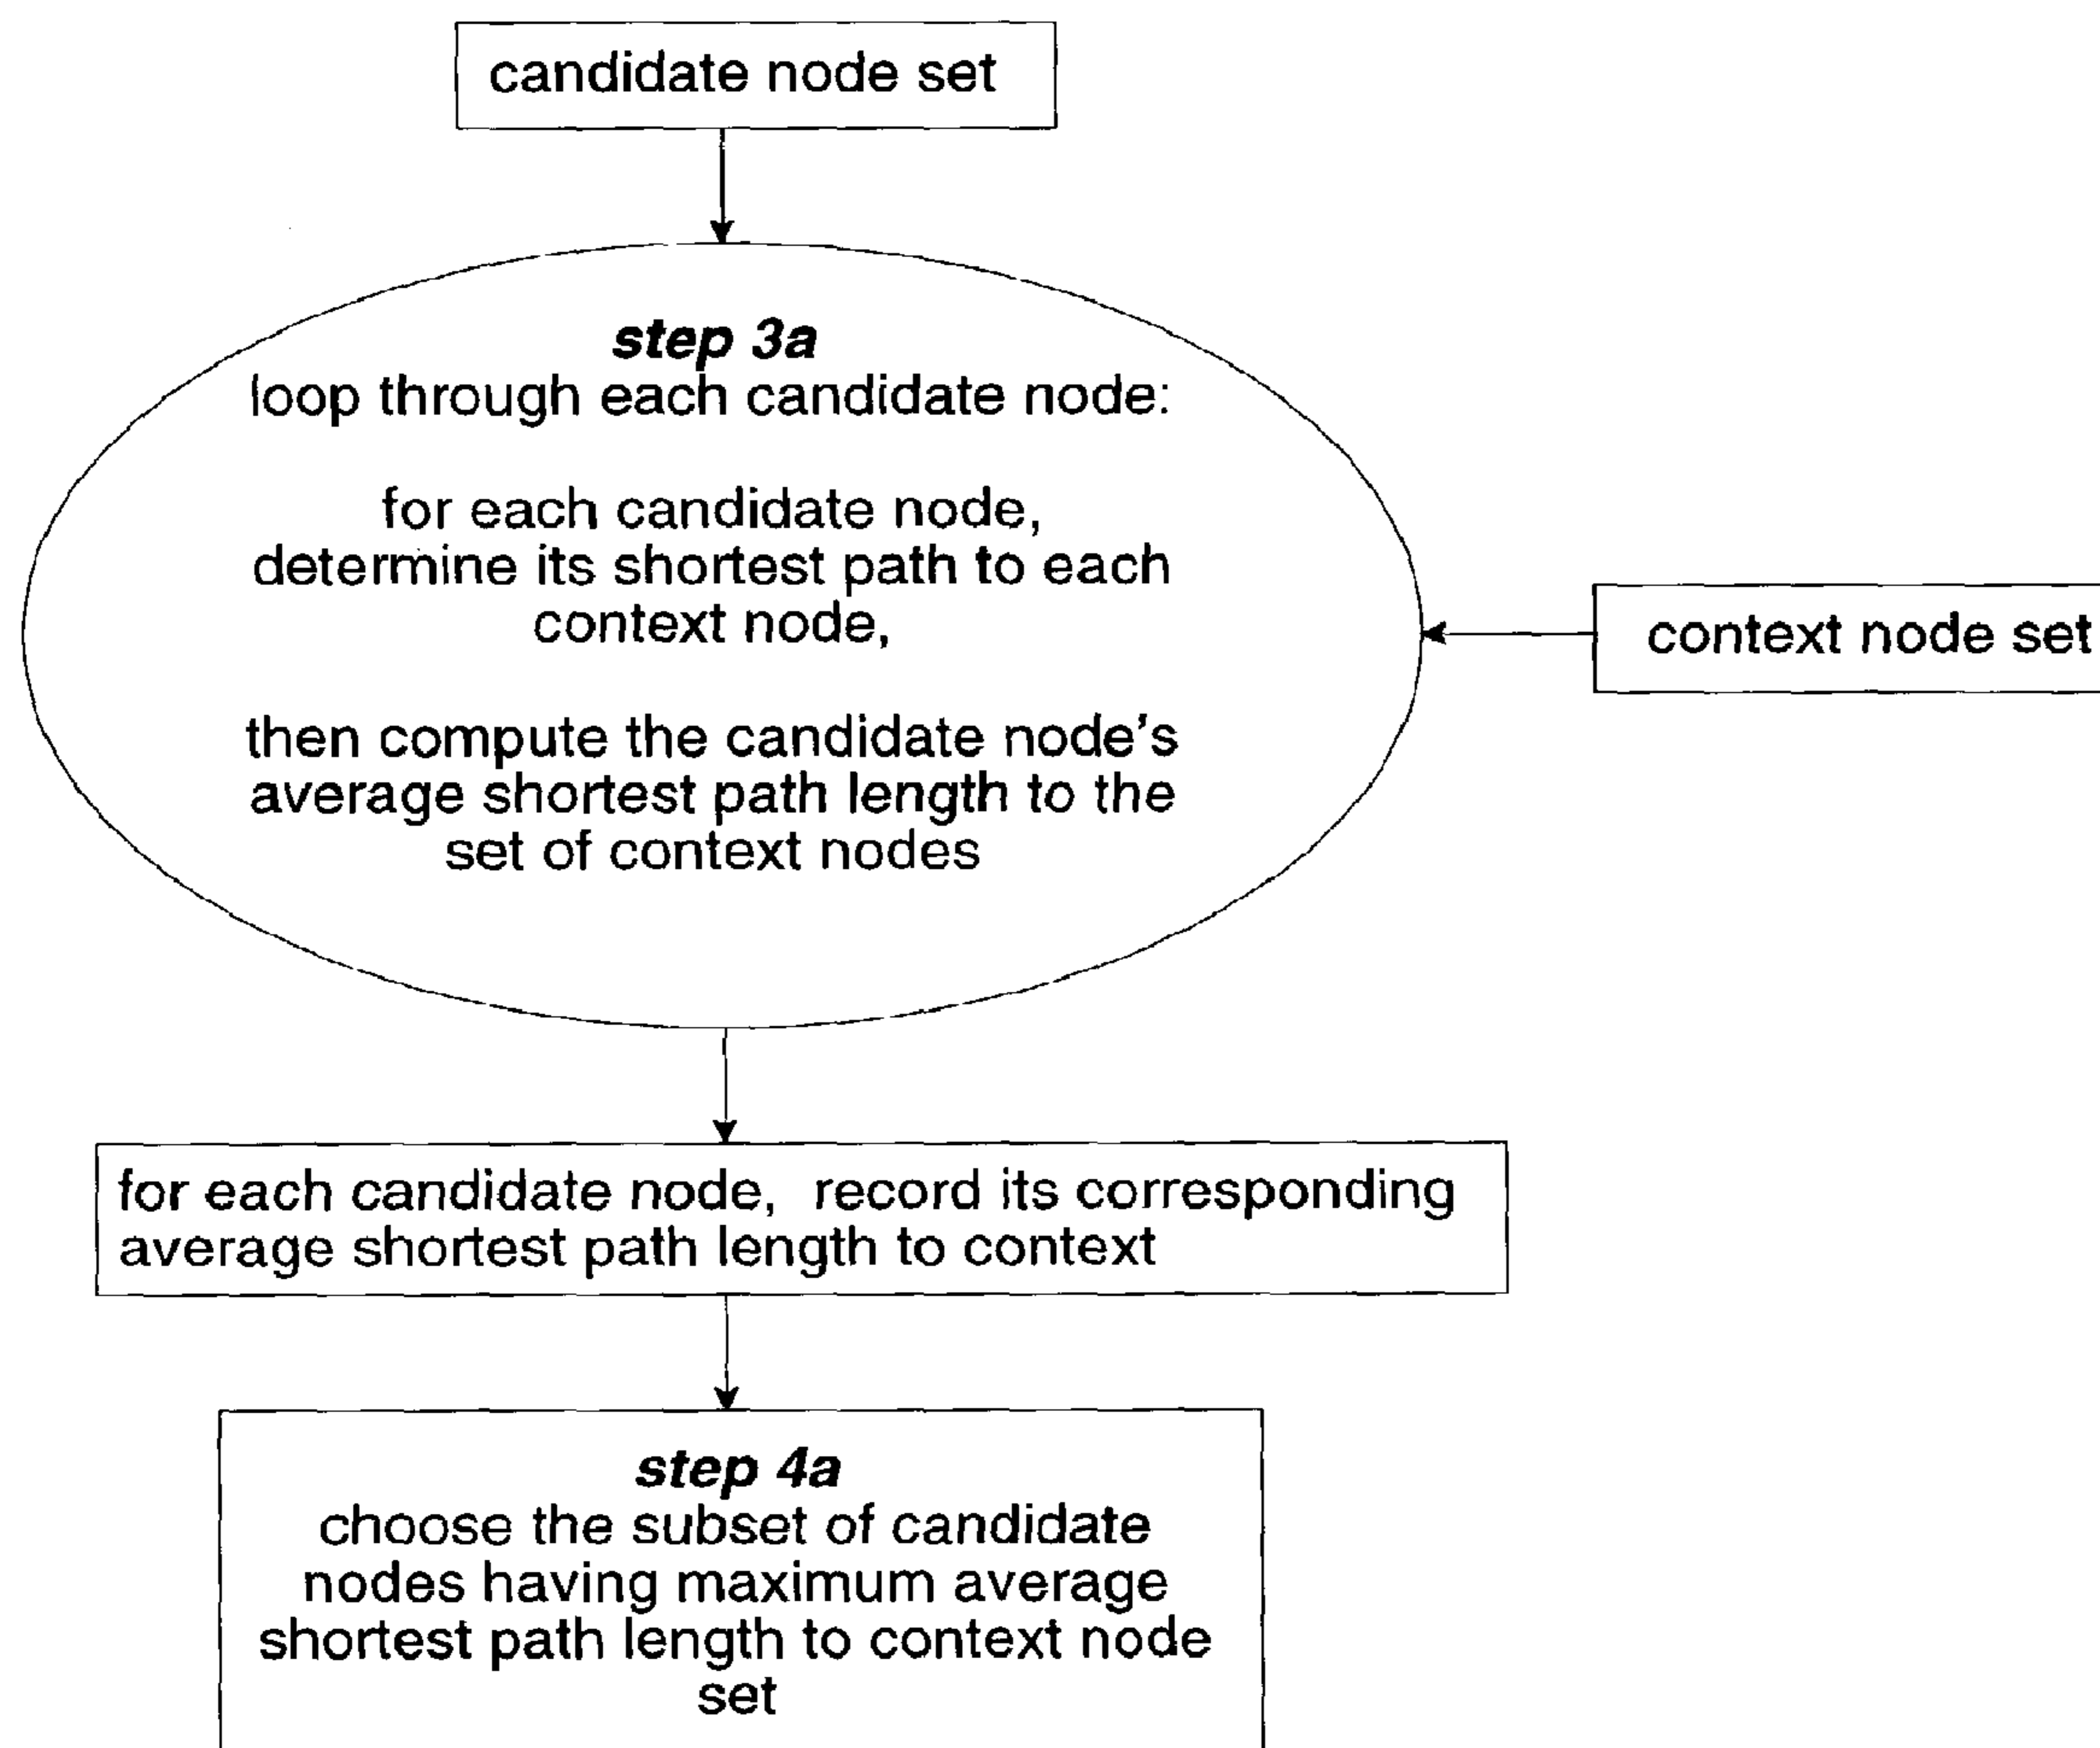 candidate node set
step 3a
loop through each candidate node:
for each candidate node,
determine its shortest path to each
context node,
then compute the candidate node's
average shortest path length to the
set of context nodes
context node set
for each candidate node, record its corresponding
average shortest path length to context
step 4a
choose the subset of candidate
nodes having maximum average
shortest path length to context node
set